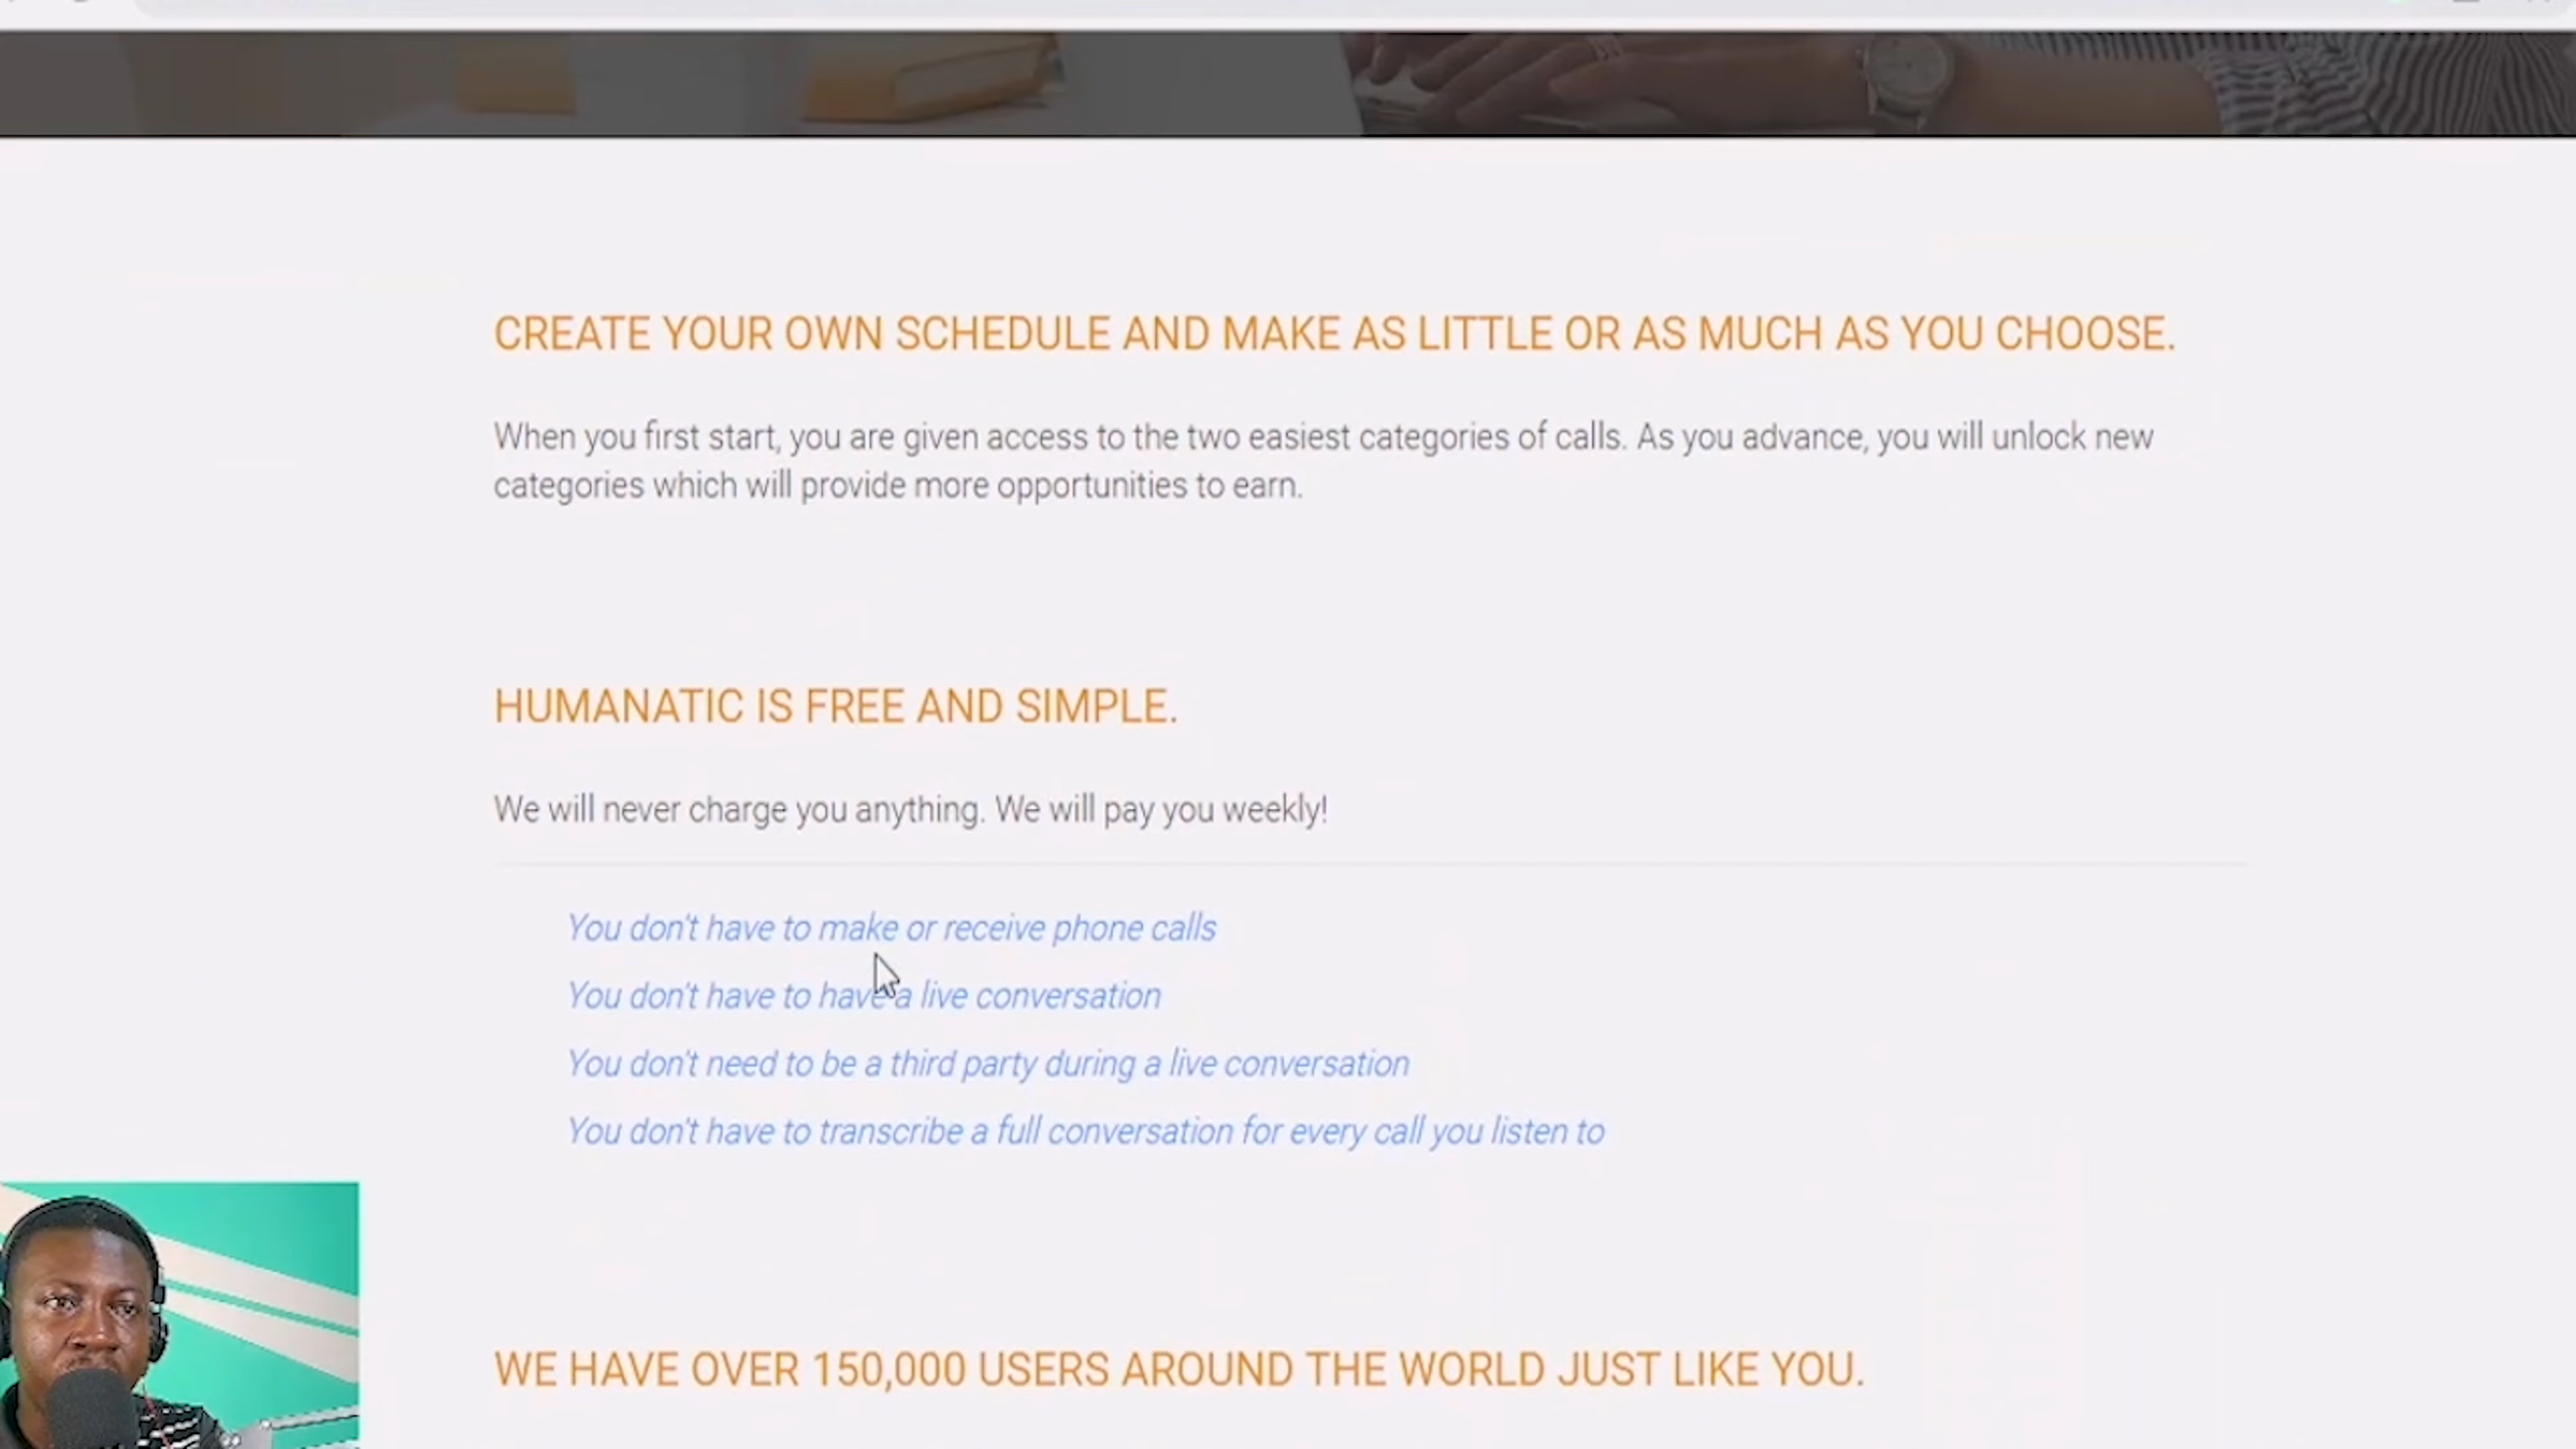 CREATE YOUR OWN SCHEDULE AND MAKE AS LITTLE OR AS MUCH AS YOU CHOOSE.
When you first start, you are given access to the two easiest categories of calls. As you advance, you will unlock new
categories which will provide more opportunities to earn.
HUMANATIC IS FREE AND SIMPLE.
We will never charge you anything. We will pay you weekly!
You don't have to make or receive phone calls
You don't have to have a live conversation
You don't need to be a third party during a live conversation
You don't have to transcribe a full conversation for every call you listen to
WE HAVE OVER 150,000 USERS AROUND THE WORLD JUST LIKE YOU.